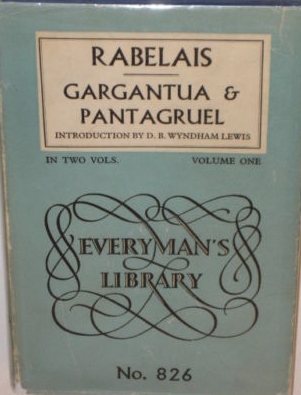 RABELAIS
GARGANTUA &
PANTAGRUEL
INTRODUCTION BY D. B. WYNDHAM LEWIS
IN TWO VOLS. VOLUME ONE
EVERYMAN'S
LIBRARY
No. 826